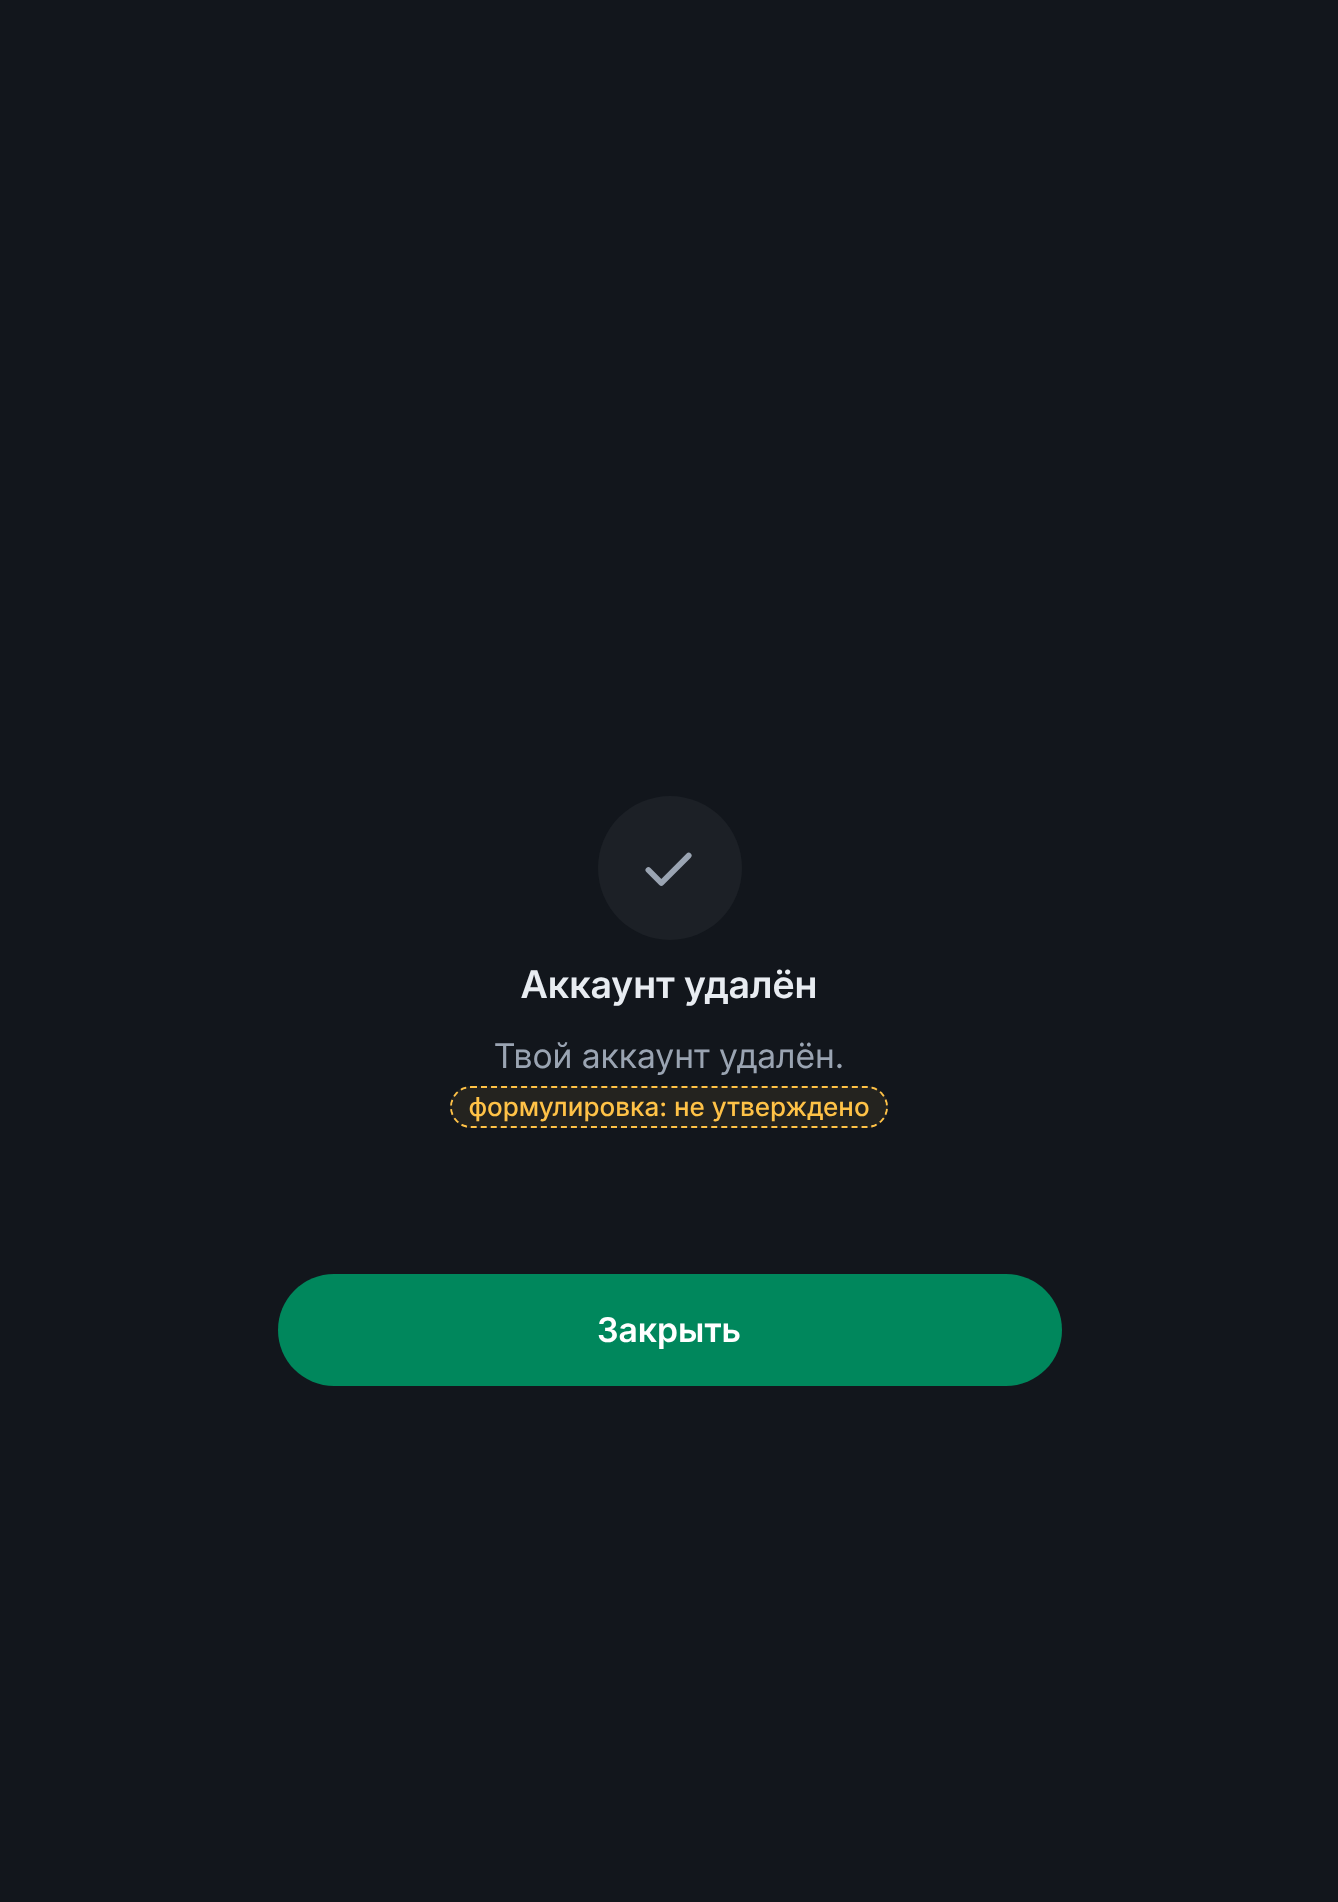 Аккаунт удалён
Твой аккаунт удалён.
формулировка: не утверждено
Закрыть